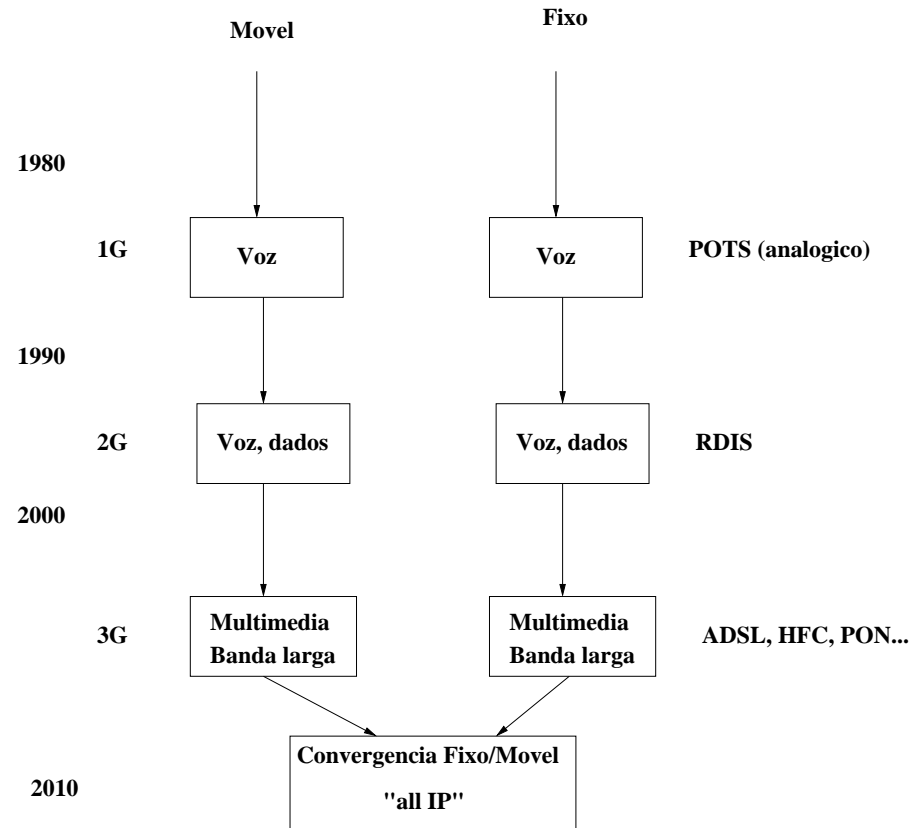 Movel
Fixo
1980
1G
Voz
Voz
POTS (analogico)
1990
2G
Voz, dados
Voz, dados
RDIS
2000
3G
Multimedia
Banda larga
Multimedia
Banda larga
ADSL, HFC, PON...
Convergencia Fixo/Movel
"all IP"
2010